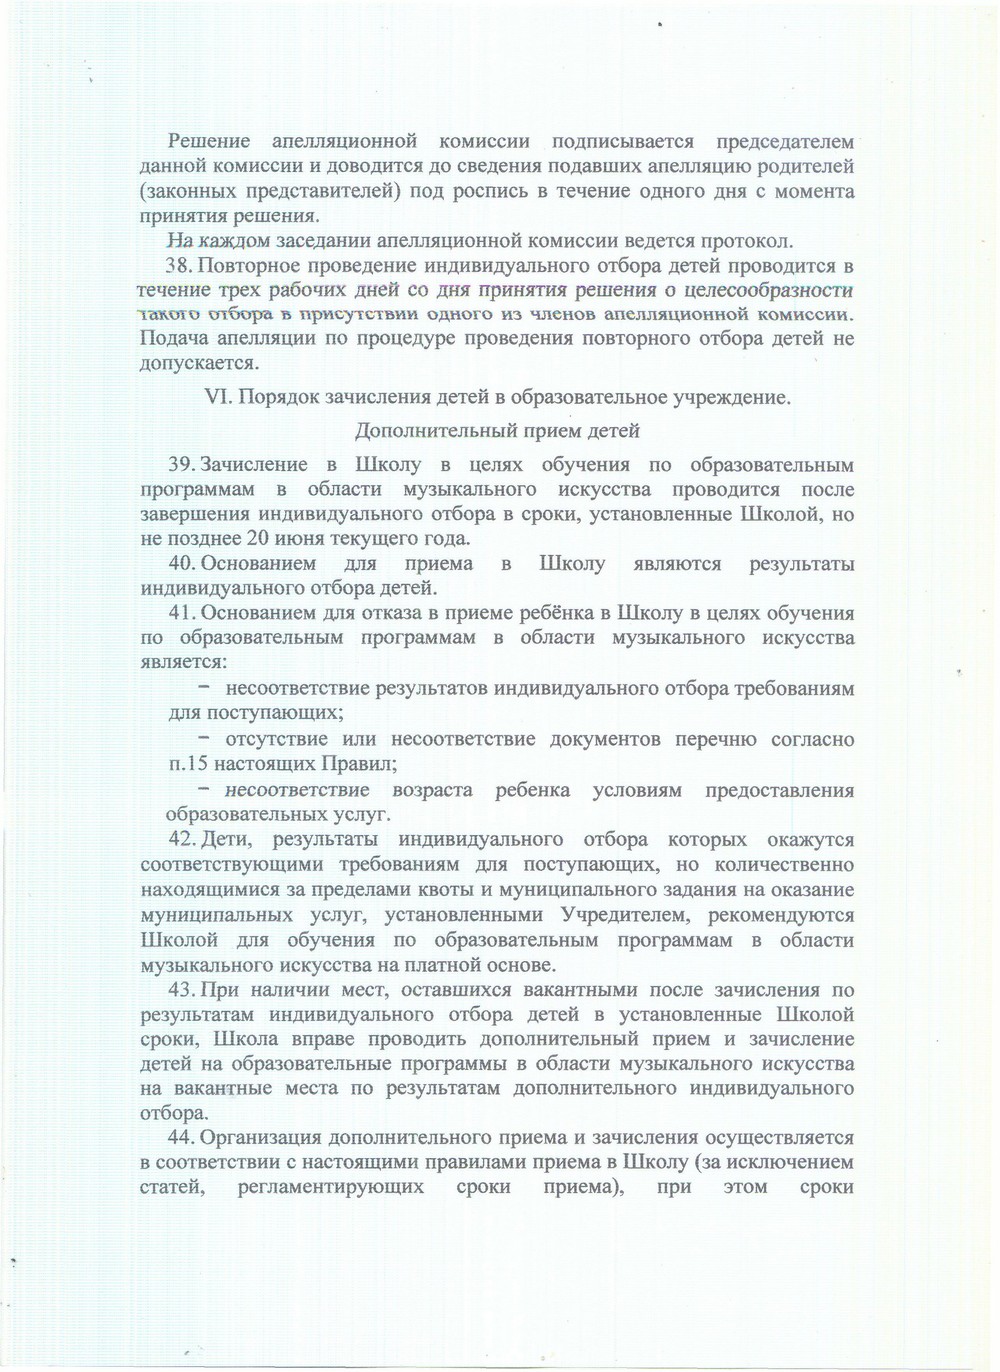 Решение апелляционной комиссии подписывается председателем
данной комиссии и доводится до сведения подавших апелляцию родителей
(законных представителей) под роспись в течение одного дня с момента
принятия решения.
На каждом заседании апелляционной комиссии ведется протокол.
38. Повторное проведение индивидуального отбора детей проводится в
течение трех рабочих дней со дня принятия решения о целесообразности
такого отбора в присутствии одного из членов апелляционной комиссии.
Подача апелляции по процедуре проведения повторного отбора детей не
допускается.
VI. Порядок зачисления детей в образовательное учреждение.
Дополнительный прием детей
39. Зачисление в Школу в целях обучения по образовательным
программам в области музыкального искусства проводится после
завершения индивидуального отбора в сроки, установленные Школой, но
не позднее 20 июня текущего года.
40. Основанием для приема в Школу являются результаты
индивидуального отбора детей.
41. Основанием для отказа в приеме ребёнка в Школу в целях обучения
по образовательным программам в области музыкального искусства
является:
− несоответствие результатов индивидуального отбора требованиям
для поступающих;
− отсутствие или несоответствие документов перечню согласно
п.15 настоящих Правил;
− несоответствие возраста ребенка условиям предоставления
образовательных услуг.
42. Дети, результаты индивидуального отбора которых окажутся
соответствующими требованиям для поступающих, но количественно
находящимися за пределами квоты и муниципального задания на оказание
муниципальных услуг, установленными Учредителем, рекомендуются
Школой для обучения по образовательным программам в области
музыкального искусства на платной основе.
43. При наличии мест, оставшихся вакантными после зачисления по
результатам индивидуального отбора детей в установленные Школой
сроки, Школа вправе проводить дополнительный прием и зачисление
детей на образовательные программы в области музыкального искусства
на вакантные места по результатам дополнительного индивидуального
отбора.
44. Организация дополнительного приема и зачисления осуществляется
в соответствии с настоящими правилами приема в Школу (за исключением
статей, регламентирующих сроки приема), при этом сроки